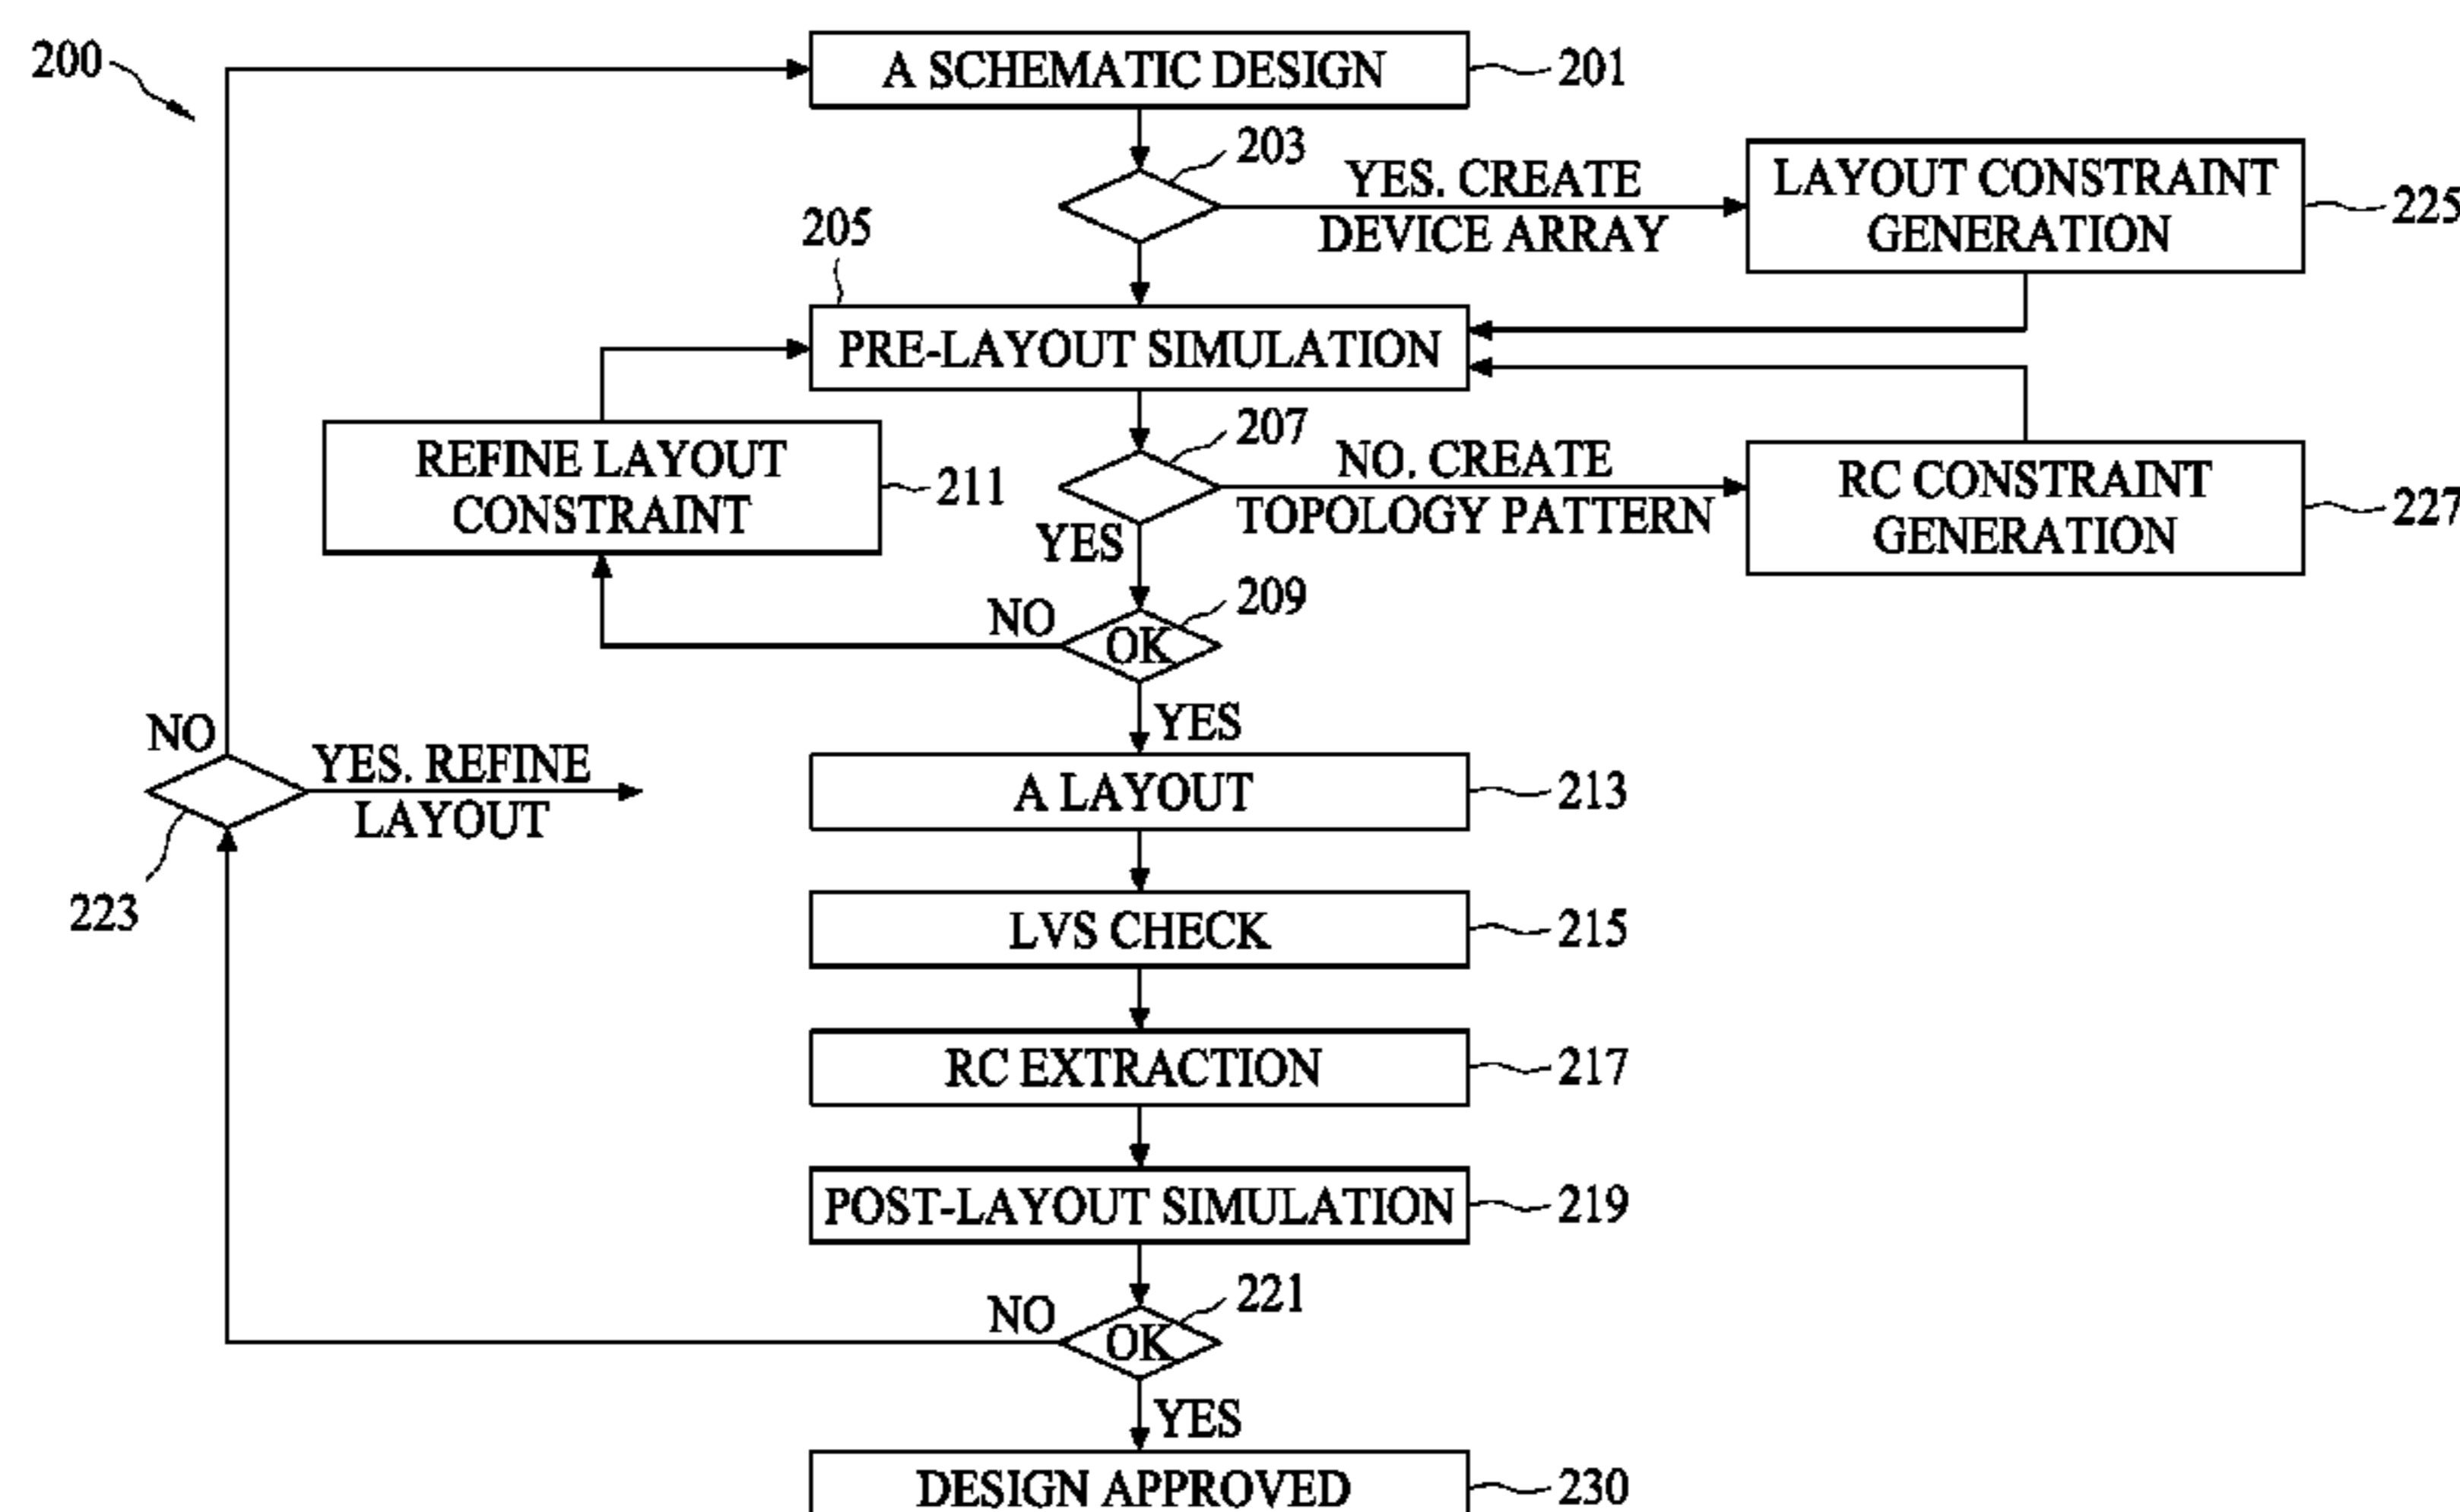 200
A SCHEMATIC DESIGN
201
203
YES. CREATE
DEVICE ARRAY
LAYOUT CONSTRAINT
GENERATION
225
205
PRE-LAYOUT SIMULATION
REFINE LAYOUT
CONSTRAINT
211
207
NO. CREATE
TOPOLOGY PATTERN
RC CONSTRAINT
GENERATION
227
YES
209
NO
OK
YES
NO
YES. REFINE
LAYOUT
223
A LAYOUT
213
LVS CHECK
215
RC EXTRACTION
217
POST-LAYOUT SIMULATION
219
221
NO
OK
YES
DESIGN APPROVED
230